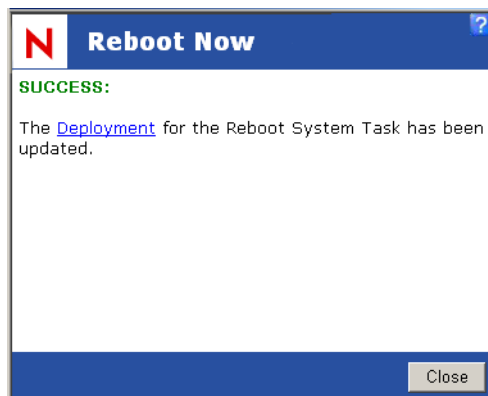 N Reboot Now ?
SUCCESS:
The Deployment for the Reboot System Task has been
updated.
Close